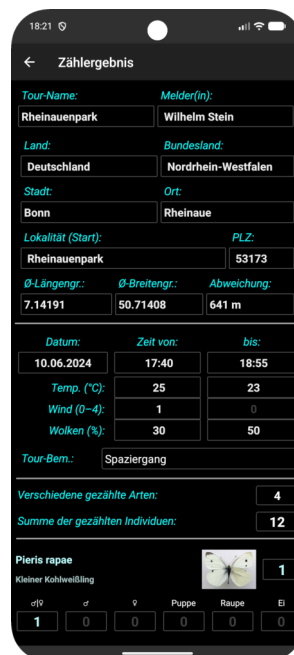 18:21
Zählergebnis
Tour-Name: Melder(in):
Rheinauenpark Wilhelm Stein
Land: Bundesland:
Deutschland Nordrhein-Westfalen
Stadt: Ort:
Bonn Rheinaue
Lokalität (Start): PLZ:
Rheinauenpark 53173
Ø-Längengr.: Ø-Breitengr.: Abweichung:
7.14191 50.71408 641 m
Datum: Zeit von: bis:
10.06.2024 17:40 18:55
Temp. (°C): 25 23
Wind (0–4): 1 0
Wolken (%): 30 50
Tour-Bem.: Spaziergang
Verschiedene gezählte Arten: 4
Summe der gezählten Individuen: 12
Pieris rapae 1
Kleiner Kohlweißling
♂|♀ ♂ ♀ Puppe Raupe Ei
1 0 0 0 0 0